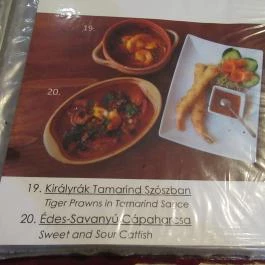 19.
20.
19. Királyrák Tamarind Szószban
Tiger Prawns in Tamarind Sauce
20. Édes-Savanyú Cápaharcsa
Sweet and Sour Catfish